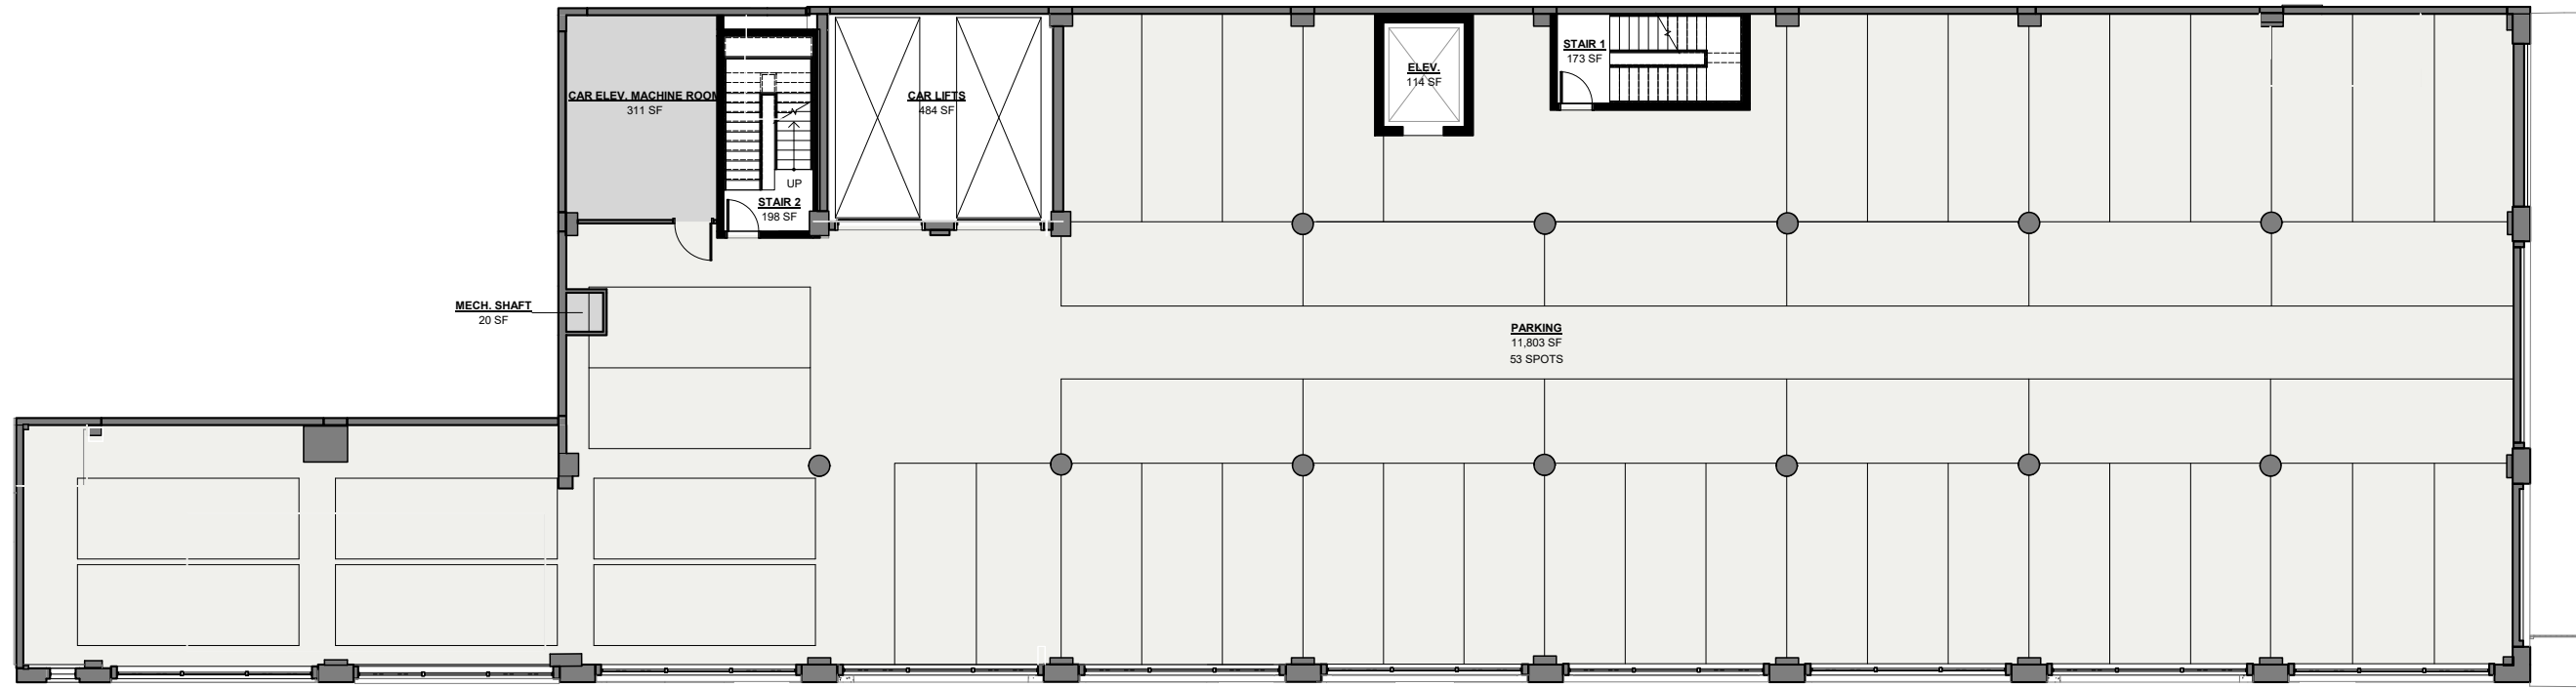 CAR ELEV. MACHINE ROOM
311 SF
UP
STAIR 2
198 SF
CAR LIFTS
484 SF
ELEV.
114 SF
STAIR 1
173 SF
MECH. SHAFT
20 SF
PARKING
11,803 SF
53 SPOTS